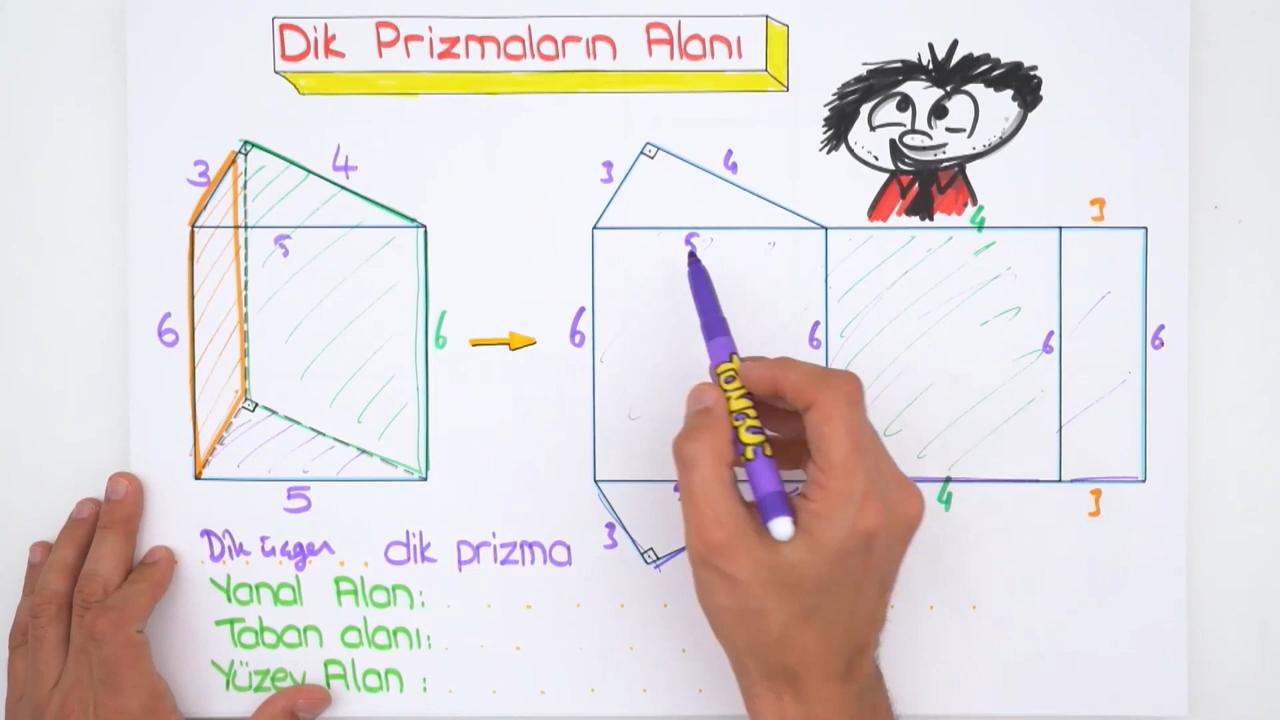 Dik Prizmaların Alanı
3 4
5
6 6
5
3 4
5
4 3
6 6 6 6
3
4 3
TONGUÇ
Dik üçgen dik prizma
Yanal Alan:
Taban alanı:
Yüzey Alan :